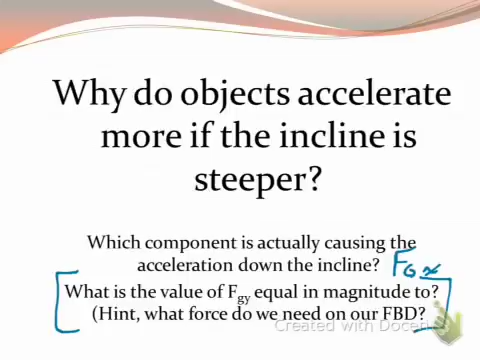 Why do objects accelerate
more if the incline is
steeper?
Which component is actually causing the
acceleration down the incline? FGx
What is the value of Fgy equal in magnitude to?
(Hint, what force do we need on our FBD?
Created with Doceri